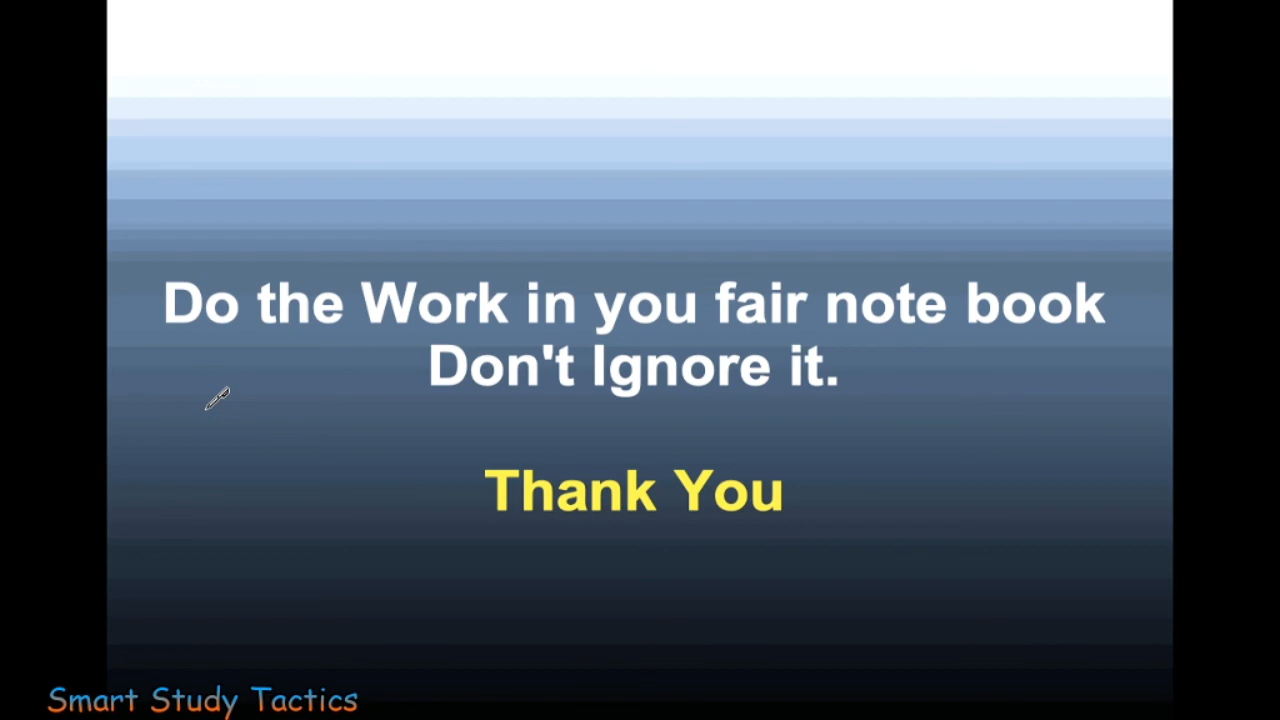 Do the Work in you fair note book
Don't Ignore it.
Thank You
Smart Study Tactics